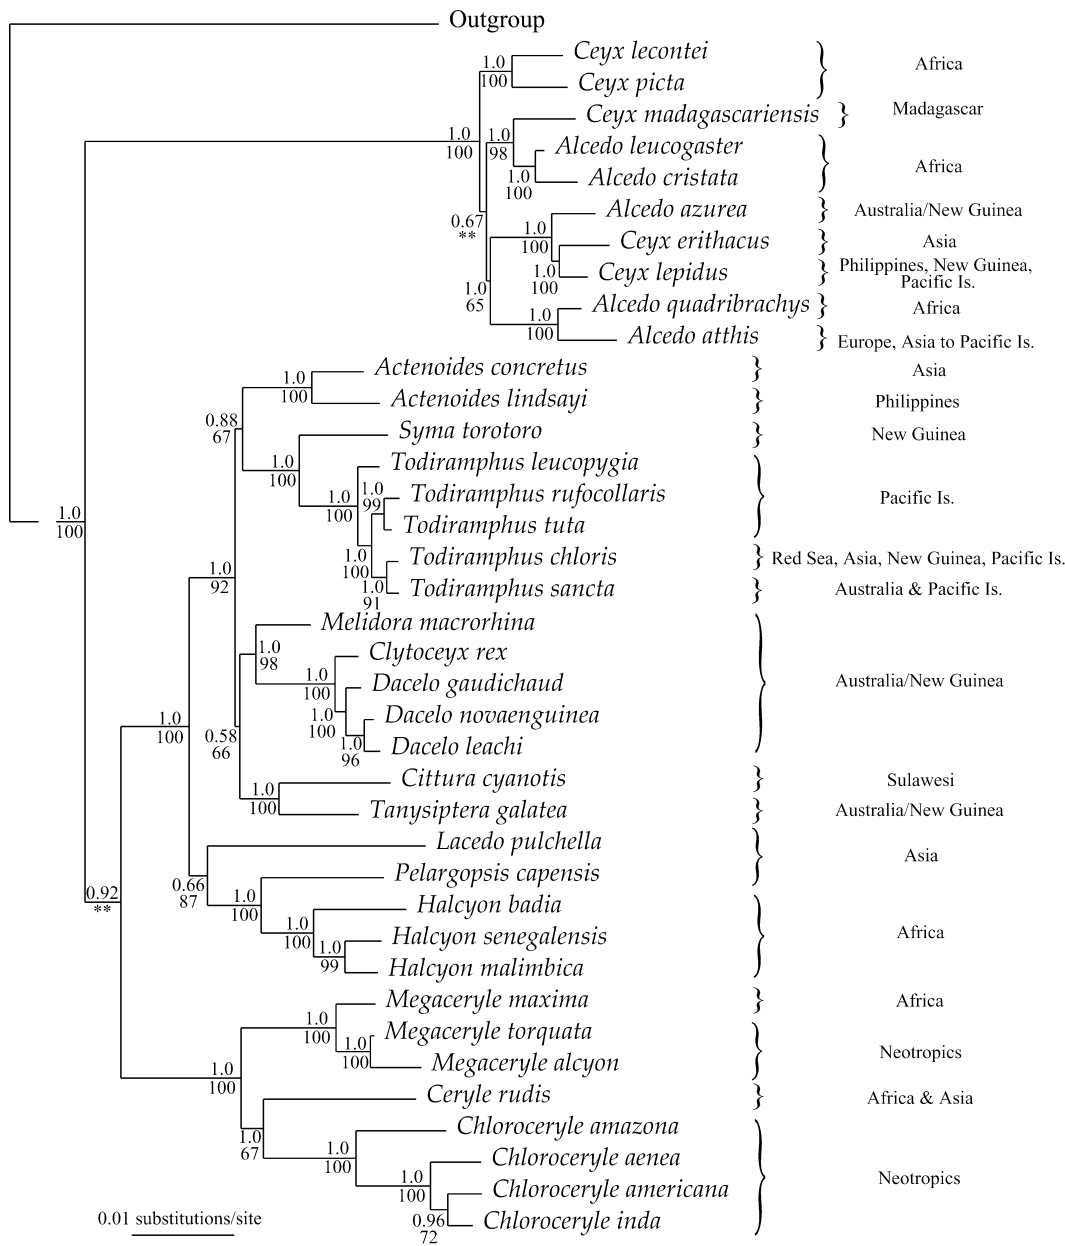 Outgroup
Ceyx lecontei
1.0
Africa
100
Ceyx picta
Ceyx madagascariensis
Madagascar
1.0
100
1.0
98
Alcedo leucogaster
Africa
1.0
100
Alcedo cristata
0.67
**
Alcedo azurea
Australia/New Guinea
1.0
100
Ceyx erithacus
Asia
1.0
100
Ceyx lepidus
Philippines, New Guinea,
Pacific Is.
1.0
65
Alcedo quadribrachys
Africa
1.0
100
Alcedo atthis
Europe, Asia to Pacific Is.
Actenoides concretus
Asia
1.0
100
Actenoides lindsayi
Philippines
0.88
67
Syma torotoro
New Guinea
1.0
100
Todiramphus leucopygia
1.0
99
Todiramphus rufocollaris
Pacific Is.
1.0
100
Todiramphus tuta
1.0
100
1.0
100
Todiramphus chloris
Red Sea, Asia, New Guinea, Pacific Is.
1.0
92
1.0
91
Todiramphus sancta
Australia & Pacific Is.
Melidora macrorhina
1.0
98
Clytoceyx rex
1.0
100
Dacelo gaudichaud
Australia/New Guinea
1.0
100
Dacelo novaenguinea
1.0
100
0.58
66
1.0
96
Dacelo leachi
Cittura cyanotis
Sulawesi
1.0
100
Tanysiptera galatea
Australia/New Guinea
Lacedo pulchella
Asia
0.66
87
Pelargopsis capensis
0.92
**
1.0
100
Halcyon badia
1.0
100
Africa
Halcyon senegalensis
1.0
99
Halcyon malimbica
Megaceryle maxima
Africa
1.0
100
Megaceryle torquata
1.0
100
Neotropics
Megaceryle alcyon
1.0
100
Ceryle rudis
Africa & Asia
1.0
67
Chloroceryle amazona
1.0
100
Chloroceryle aenea
1.0
100
Neotropics
Chloroceryle americana
0.96
72
Chloroceryle inda
0.01 substitutions/site